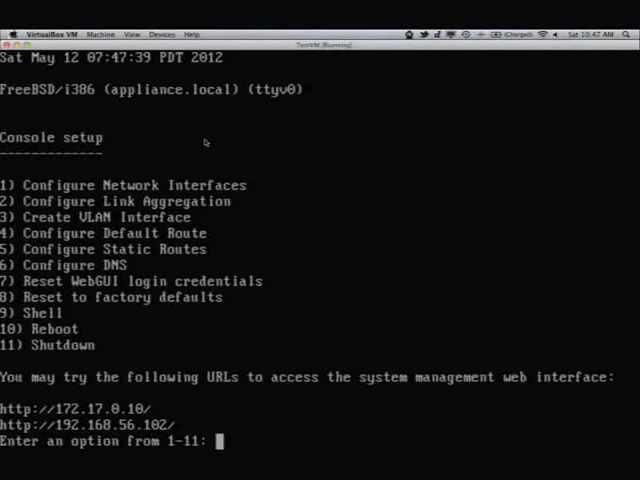 VirtualBox VM Machine View Devices Help (Charged) Sat 10:47 AM
TestVM [Running]
Sat May 12 07:47:39 PDT 2012
FreeBSD/i386 (appliance.local) (ttyv0)
Console setup
-------------
1) Configure Network Interfaces
2) Configure Link Aggregation
3) Create VLAN Interface
4) Configure Default Route
5) Configure Static Routes
6) Configure DNS
7) Reset WebGUI login credentials
8) Reset to factory defaults
9) Shell
10) Reboot
11) Shutdown
You may try the following URLs to access the system management web interface:
http://172.17.0.10/
http://192.168.56.102/
Enter an option from 1-11: